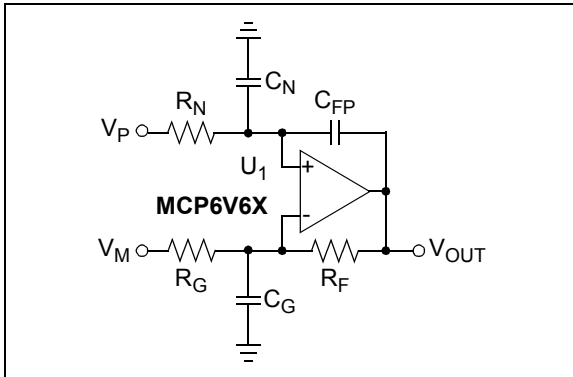 C_N
R_N
C_FP
V_P
U_1
+
MCP6V6X
-
V_M
V_OUT
R_G
R_F
C_G